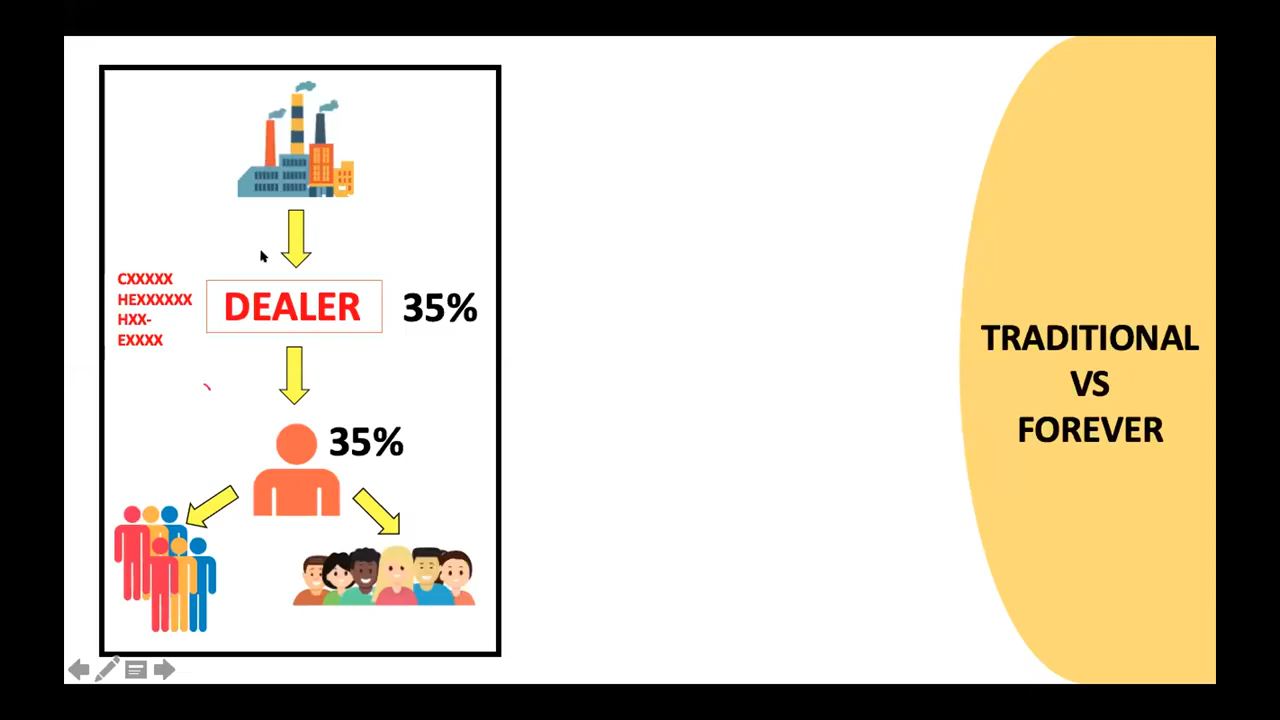 CXXXXX
HEXXXXXX
HXX-
EXXXX
DEALER
35%
35%
TRADITIONAL
VS
FOREVER